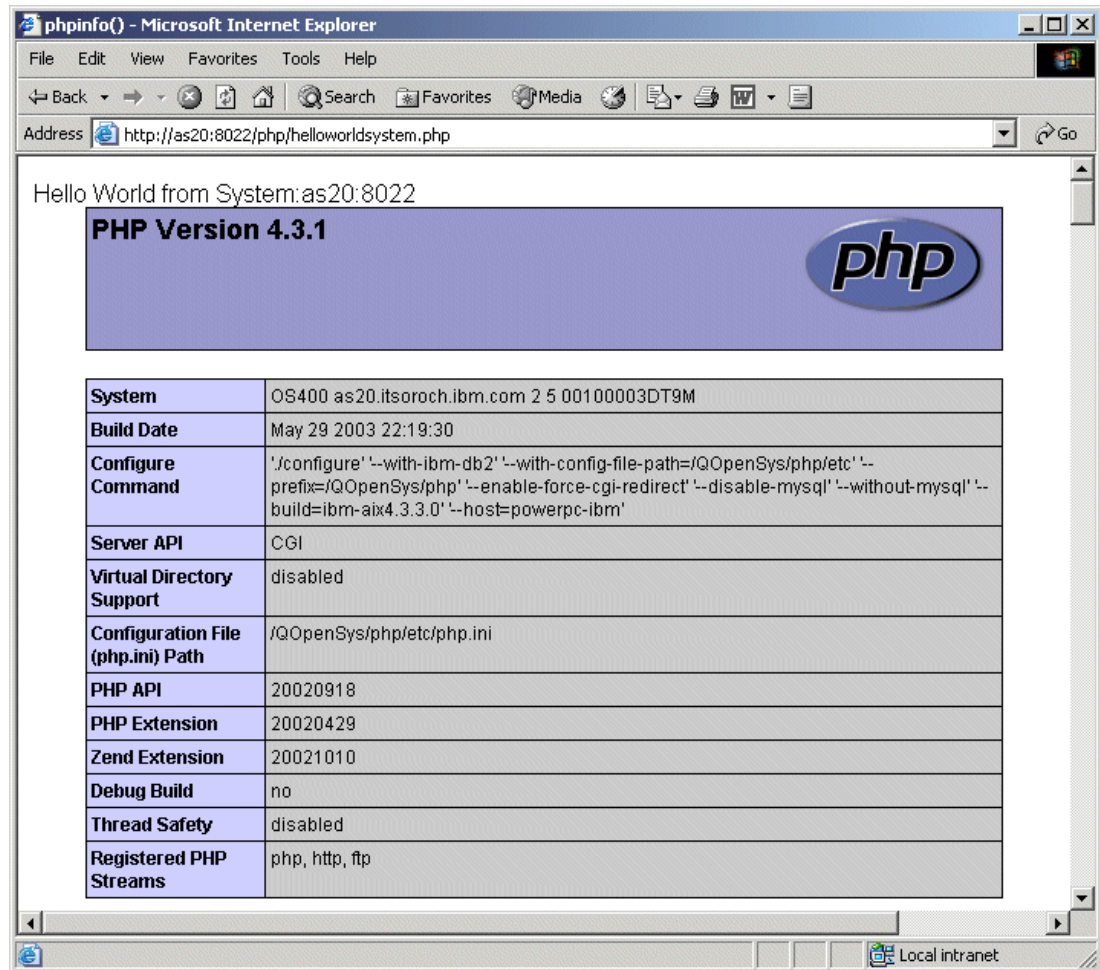 phpinfo() - Microsoft Internet Explorer
File Edit View Favorites Tools Help
Back Search Favorites Media
Address http://as20:8022/php/helloworldsystem.php Go
Hello World from System:as20:8022
PHP Version 4.3.1
php
System OS400 as20.itsoroch.ibm.com 2 5 00100003DT9M
Build Date May 29 2003 22:19:30
Configure './configure' '--with-ibm-db2' '--with-config-file-path=/QOpenSys/php/etc' '--
Command prefix=/QOpenSys/php' '--enable-force-cgi-redirect' '--disable-mysql' '--without-mysql' '--
build=ibm-aix4.3.3.0' '--host=powerpc-ibm'
Server API CGI
Virtual Directory disabled
Support
Configuration File /QOpenSys/php/etc/php.ini
(php.ini) Path
PHP API 20020918
PHP Extension 20020429
Zend Extension 20021010
Debug Build no
Thread Safety disabled
Registered PHP php, http, ftp
Streams
Local intranet